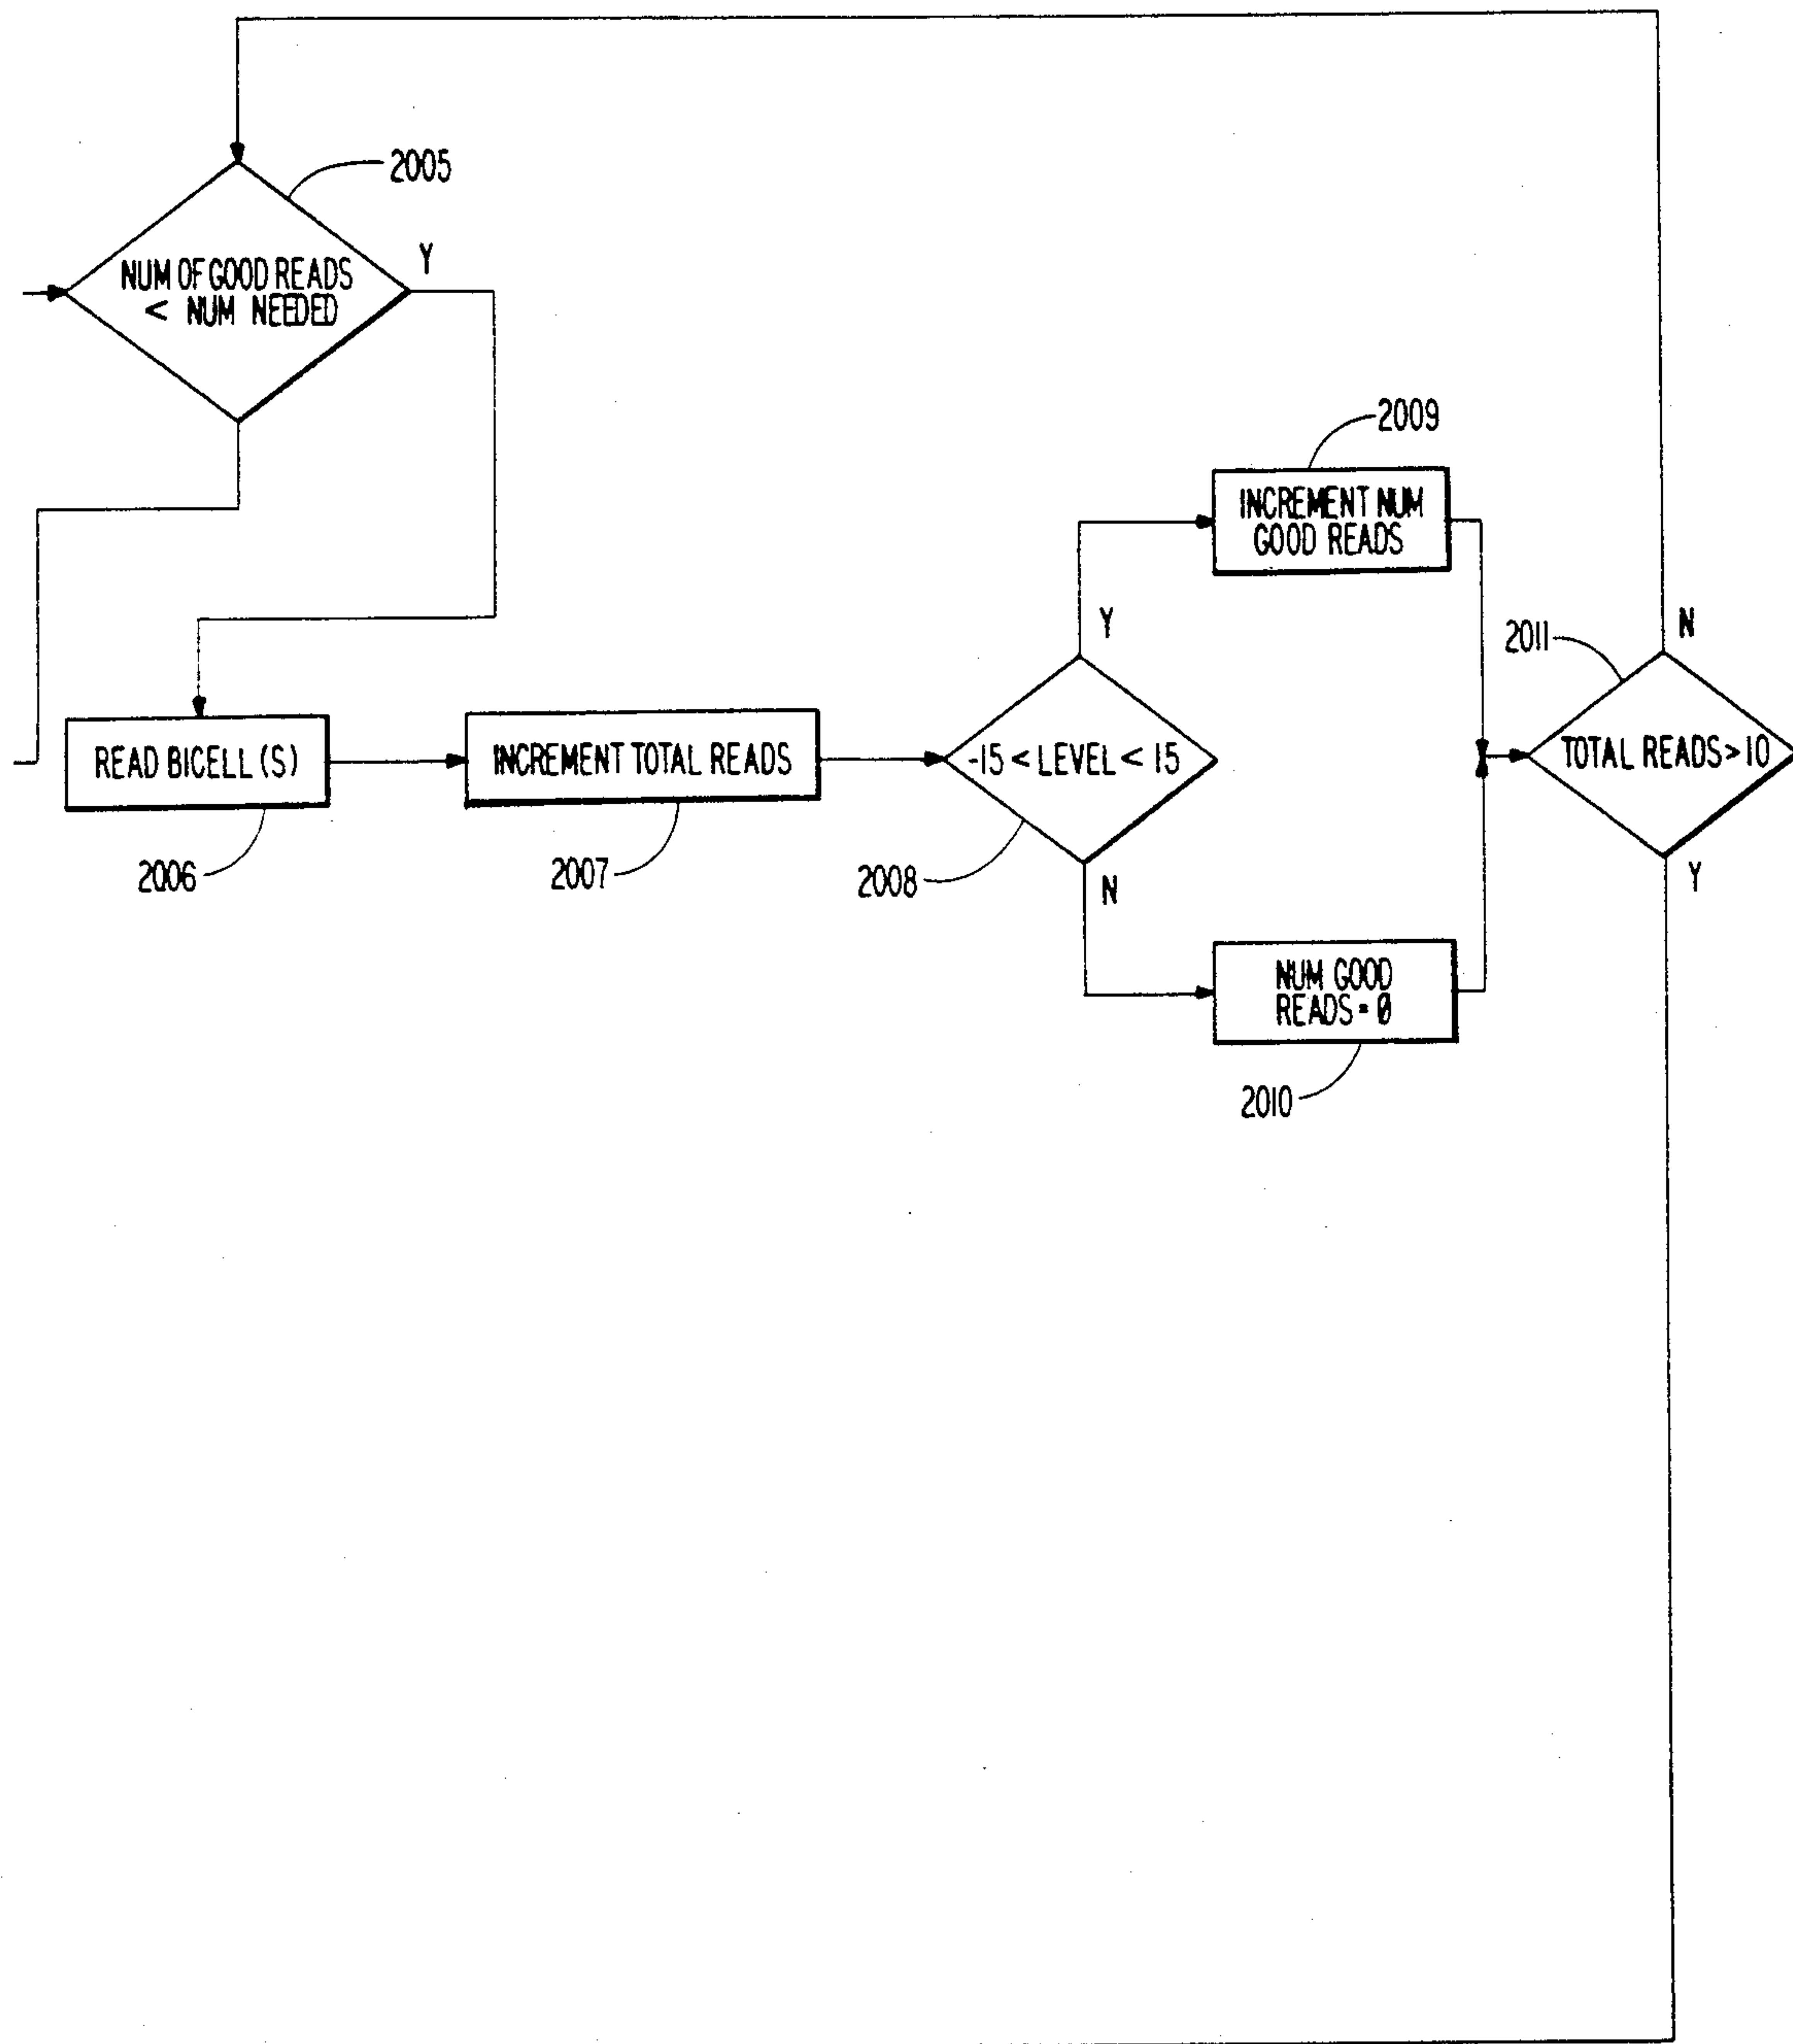 2005
NUM OF GOOD READS
< NUM NEEDED
Y
2009
INCREMENT NUM
GOOD READS
Y
N
2011
READ BICELL(S)
INCREMENT TOTAL READS
-15 < LEVEL < 15
TOTAL READS > 10
2006
2007
2008
N
Y
NUM GOOD
READS = Ø
2010